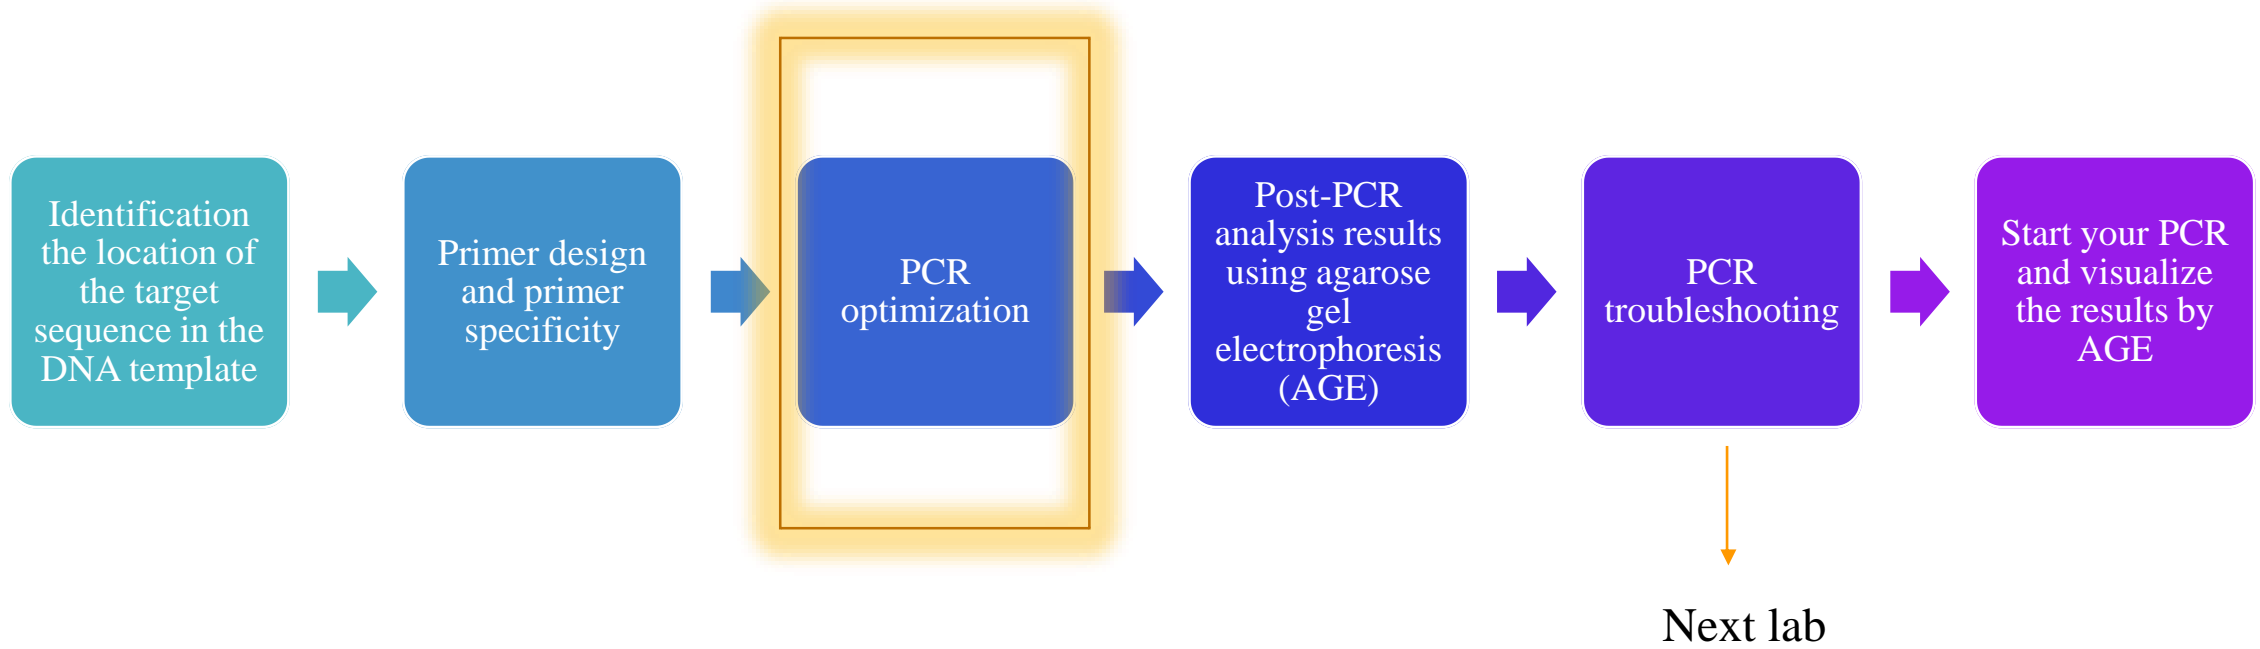 Identification
the location of
the target
sequence in the
DNA template
Primer design
and primer
specificity
PCR
optimization
Post-PCR
analysis results
using agarose
gel
electrophoresis
(AGE)
PCR
troubleshooting
Start your PCR
and visualize
the results by
AGE
Next lab